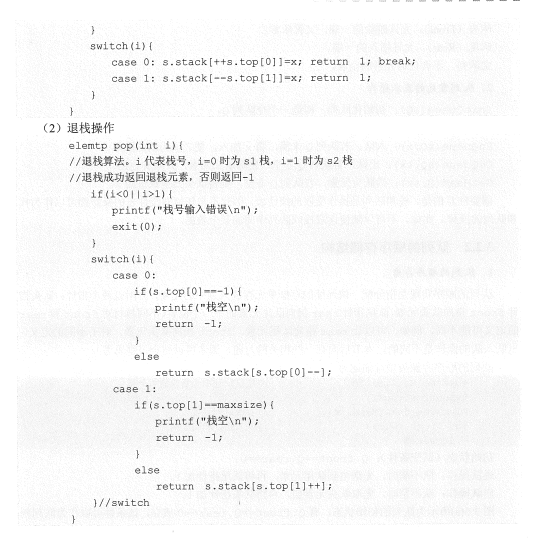 }
switch(i){
case 0: s.stack[++s.top[0]]=x; return 1; break;
case 1: s.stack[--s.top[1]]=x; return 1;
}
}
（2）退栈操作
elemtp pop(int i){
//退栈算法。i 代表栈号，i=0 时为 s1 栈，i=1 时为 s2 栈
//退栈成功返回退栈元素，否则返回-1
if(i<0||i>1){
printf("栈号输入错误\n");
exit(0);
}
switch(i){
case 0:
if(s.top[0]==-1){
printf("栈空\n");
return -1;
}
else
return s.stack[s.top[0]--];
case 1:
if(s.top[1]==maxsize){
printf("栈空\n");
return -1;
}
else
return s.stack[s.top[1]++];
}//switch
}